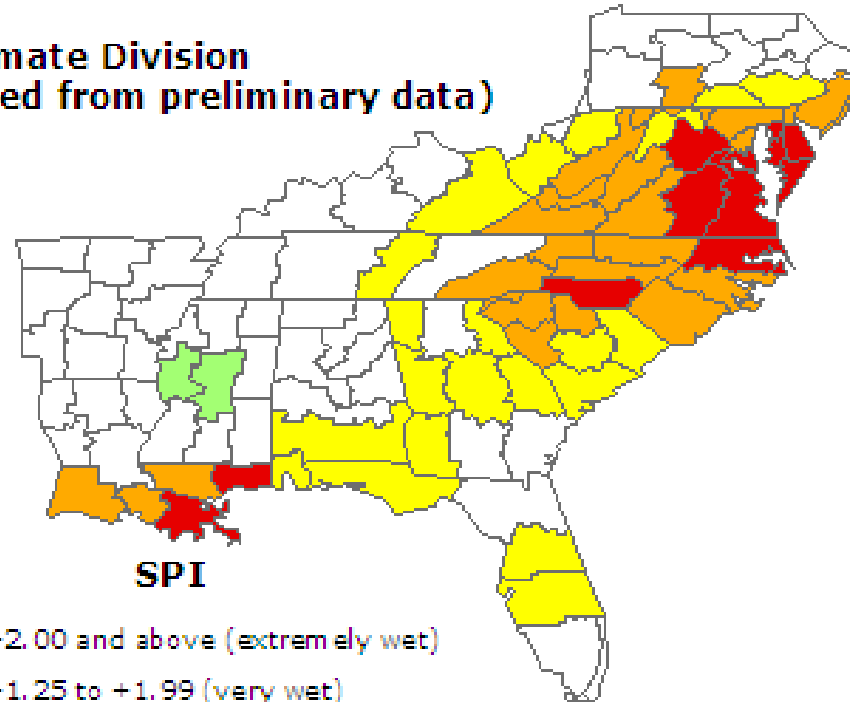 mate Division
ed from preliminary data)
SPI
2.00 and above (extremely wet)
1.25 to +1.99 (very wet)